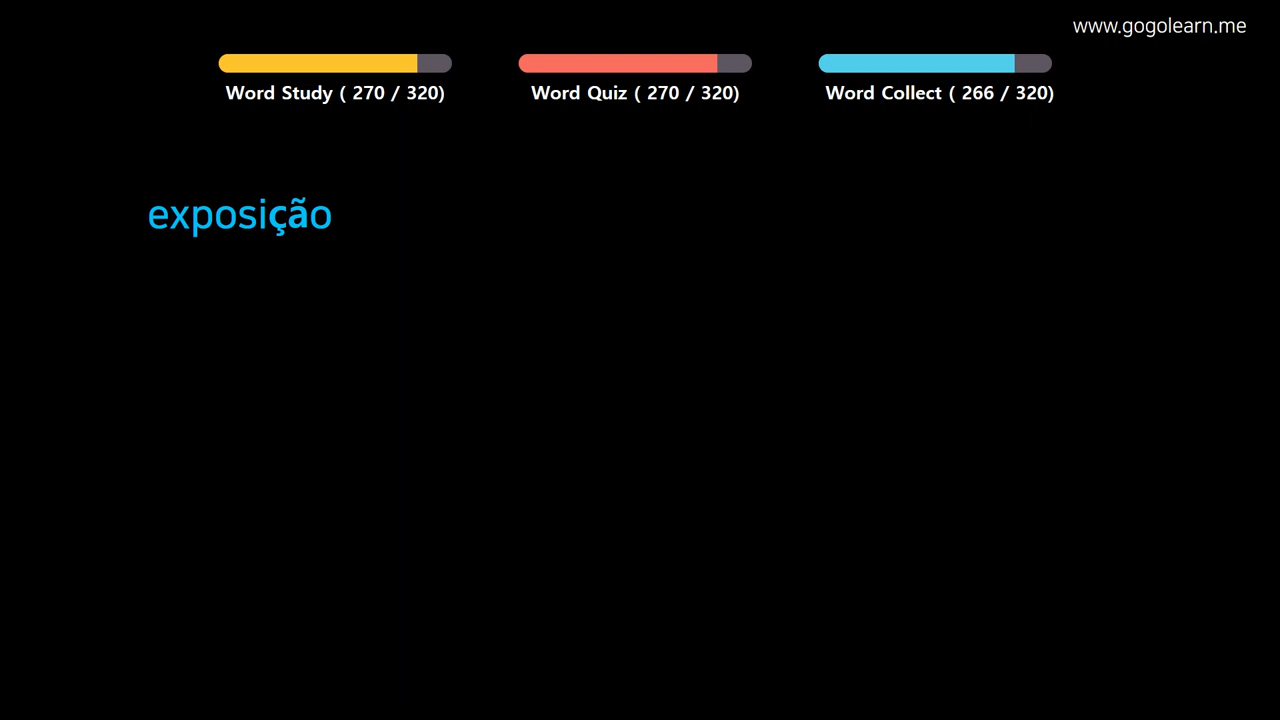 www.gogolearn.me
Word Study ( 270 / 320)
Word Quiz ( 270 / 320)
Word Collect ( 266 / 320)
exposição